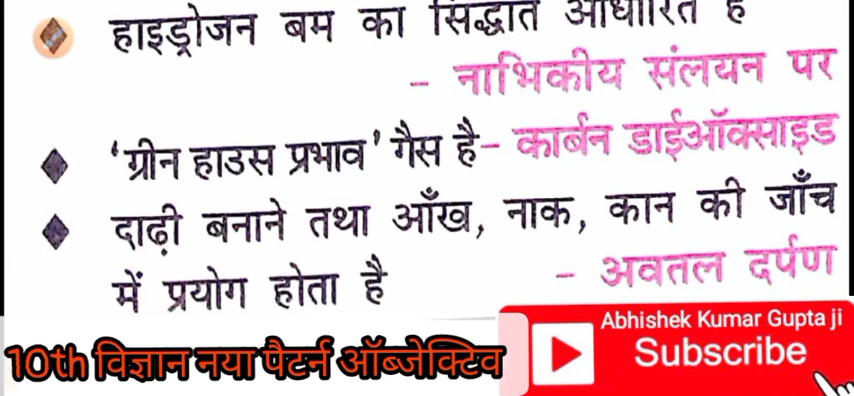 हाइड्रोजन बम का सिद्धांत आधारित है
- नाभिकीय संलयन पर
'ग्रीन हाउस प्रभाव' गैस है- कार्बन डाईऑक्साइड
दाढ़ी बनाने तथा आँख, नाक, कान की जाँच
में प्रयोग होता है - अवतल दर्पण
10th विज्ञान नया पैटर्न ऑब्जेक्टिव
Abhishek Kumar Gupta ji
Subscribe